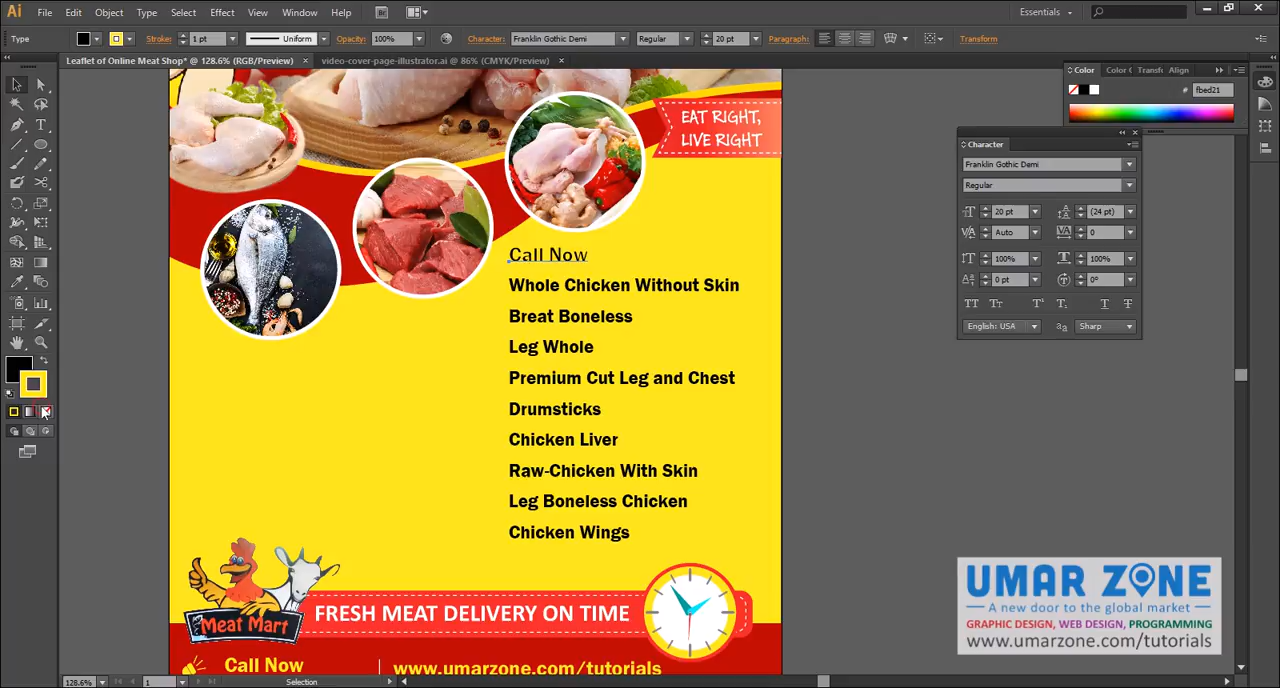 Ai File Edit Object Type Select Effect View Window Help Br Essentials
Type Stroke: 1 pt Uniform Opacity: 100% Character: Franklin Gothic Demi Regular 20 pt Paragraph: Transform
Leaflet of Online Meat Shop* @ 128.6% (RGB/Preview) × video-cover-page-illustrator.ai @ 86% (CMYK/Preview) ×
Color Color Transf Align
# fbed21
Character
Franklin Gothic Demi
Regular
20 pt (24 pt)
Auto 0
100% 100%
0 pt 0°
English: USA Sharp
EAT RIGHT,
LIVE RIGHT
Call Now
Whole Chicken Without Skin
Breat Boneless
Leg Whole
Premium Cut Leg and Chest
Drumsticks
Chicken Liver
Raw-Chicken With Skin
Leg Boneless Chicken
Chicken Wings
Meat Mart
FRESH MEAT DELIVERY ON TIME
Call Now
www.umarzone.com/tutorials
UMAR ZONE
A new door to the global market
GRAPHIC DESIGN, WEB DESIGN, PROGRAMMING
www.umarzone.com/tutorials
128.6% 1 Selection